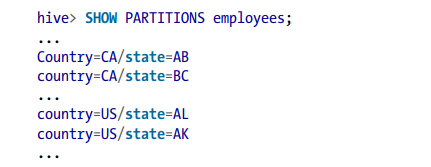 hive> SHOW PARTITIONS employees;
...
Country=CA/state=AB
country=CA/state=BC
...
country=US/state=AL
country=US/state=AK
...